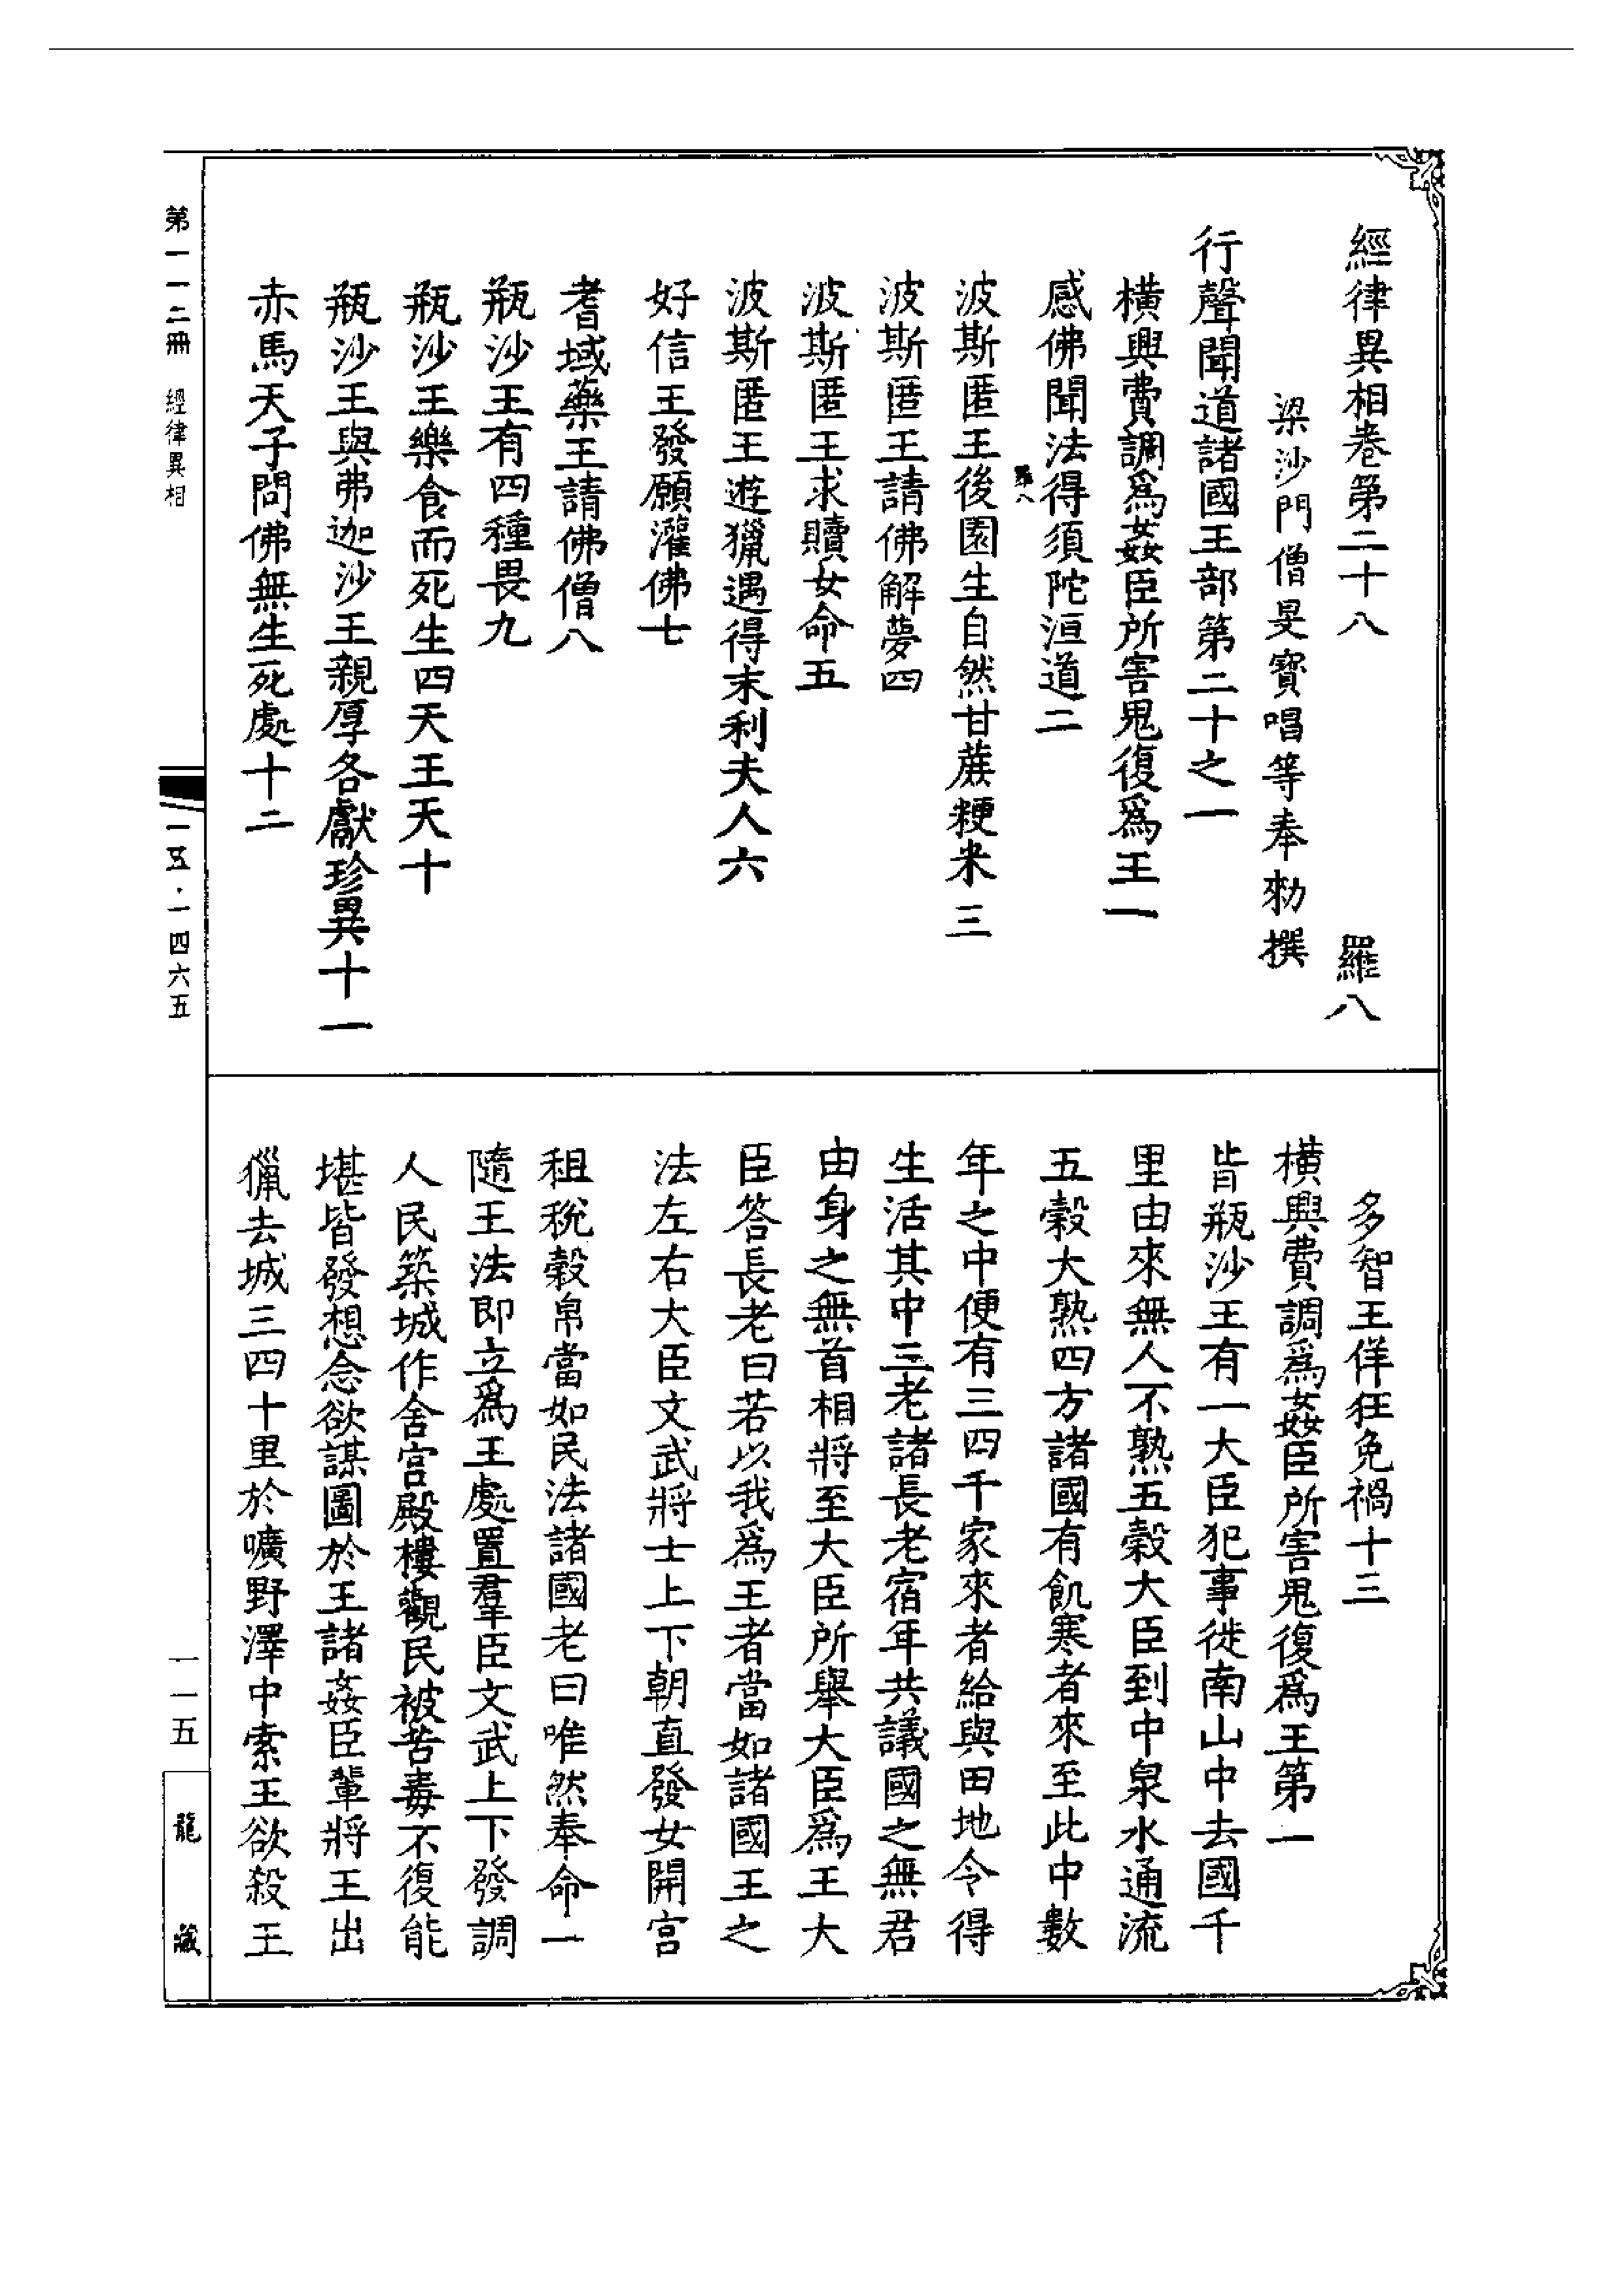 經律異相卷第二十八　羅八
梁沙門僧旻寶唱等奉勑撰
行聲聞道諸國王部第二十之一
橫興費調爲姦臣所害鬼復爲王一
感佛聞法得須陀洹道二
羅八
波斯匿王後園生自然甘蔗粳米三
波斯匿王請佛解夢四
波斯匿王求贖女命五
波斯匿王遊獵遇得末利夫人六
好信王發願灌佛七
耆域藥王請佛僧八
瓶沙王有四種畏九
瓶沙王樂食而死生四天王天十
瓶沙王與弗迦沙王親厚各獻珍異十一
赤馬天子問佛無生死處十二
多智王佯狂免禍十三
橫興費調爲姦臣所害鬼復爲王第一
昔瓶沙王有一大臣犯事徙南山中去國千
里由來無人不熟五穀大臣到中泉水通流
五穀大熟四方諸國有飢寒者來至此中數
年之中便有三四千家來者給與田地令得
生活其中三老諸長老宿年共議國之無君
由身之無首相將至大臣所舉大臣爲王大
臣答長老曰若以我爲王者當如諸國王之
法左右大臣文武將士上下朝直發女開宮
租稅穀帛當如民法諸國老曰唯然奉命一
隨王法即立爲王處置羣臣文武上下發調
人民築城作舍宮殿樓觀民被苦毒不復能
堪皆發想念欲謀圖於王諸姦臣輩將王出
獵去城三四十里於曠野澤中索王欲殺王
第一一二冊　經律異相
一五·一四六五
一一五
龍藏